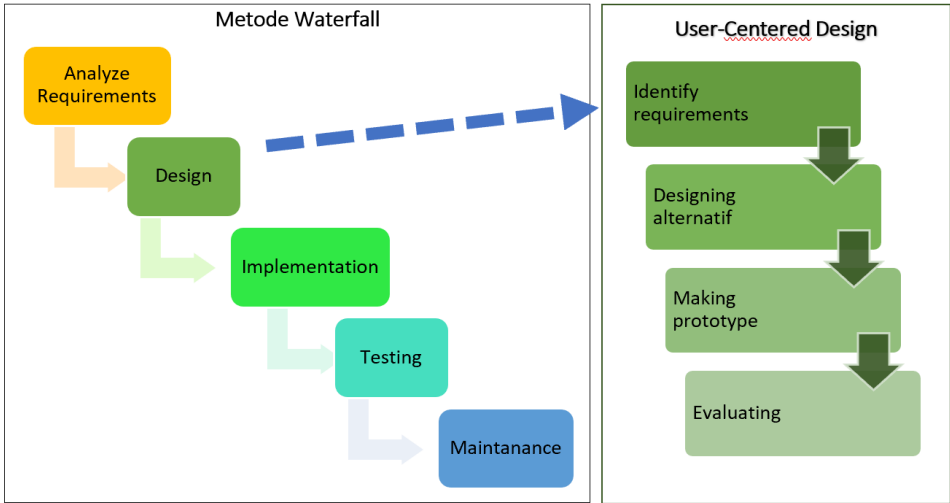 Metode Waterfall
Analyze
Requirements
Design
Implementation
Testing
Maintanance
User-Centered Design
Identify
requirements
Designing
alternatif
Making
prototype
Evaluating